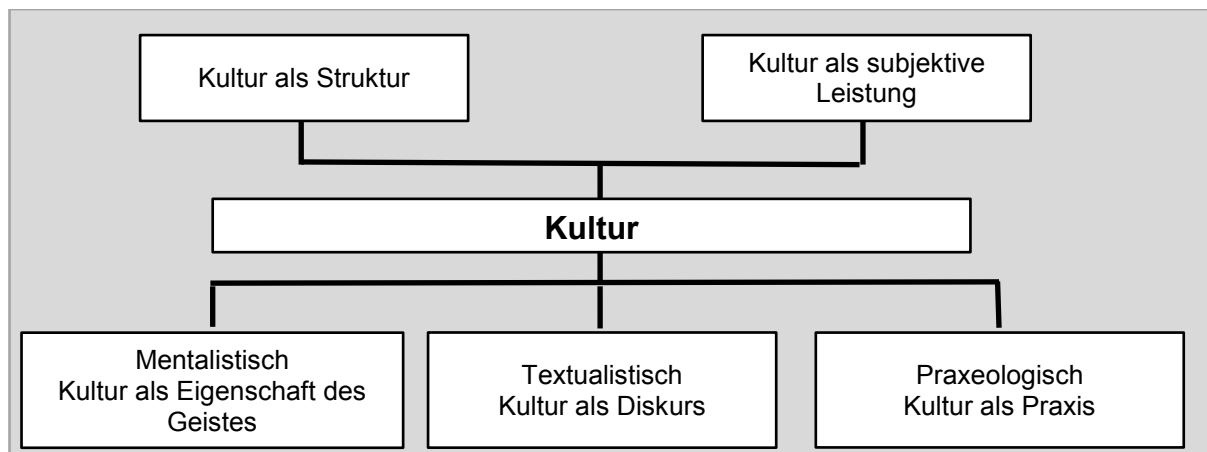 Kultur als Struktur
Kultur als subjektive
Leistung
Kultur
Mentalistisch
Kultur als Eigenschaft des
Geistes
Textualistisch
Kultur als Diskurs
Praxeologisch
Kultur als Praxis